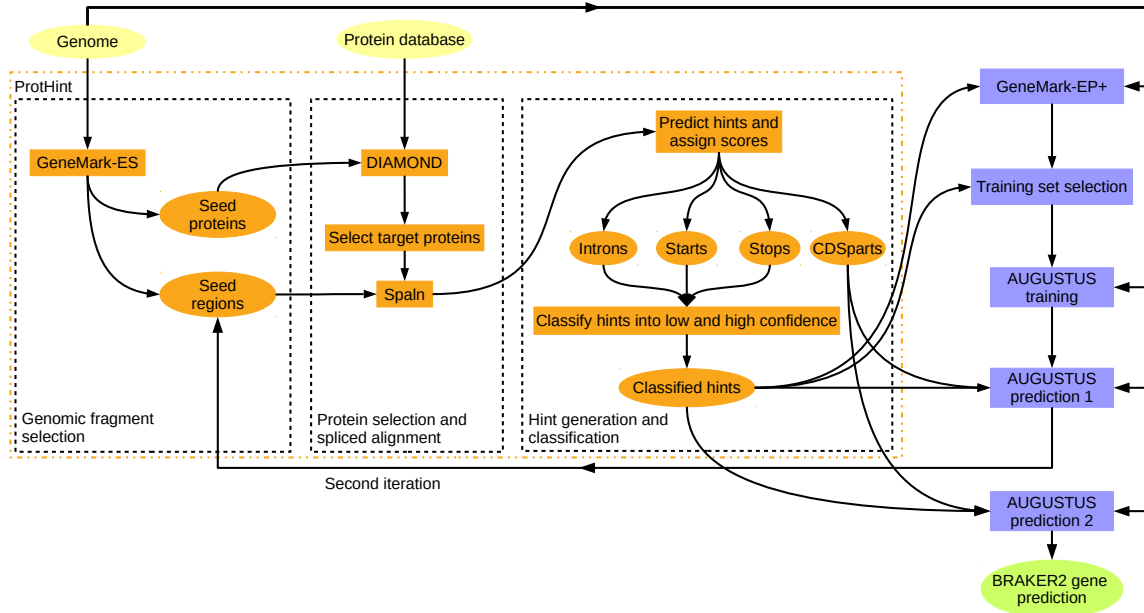 Genome
Protein database
ProtHint
GeneMark-ES
Seed
proteins
Seed
regions
Genomic fragment
selection
DIAMOND
Select target proteins
Spaln
Protein selection and
spliced alignment
Predict hints and
assign scores
Introns
Starts
Stops
CDSparts
Classify hints into low and high confidence
Classified hints
Hint generation and
classification
Second iteration
GeneMark-EP+
Training set selection
AUGUSTUS
training
AUGUSTUS
prediction 1
AUGUSTUS
prediction 2
BRAKER2 gene
prediction